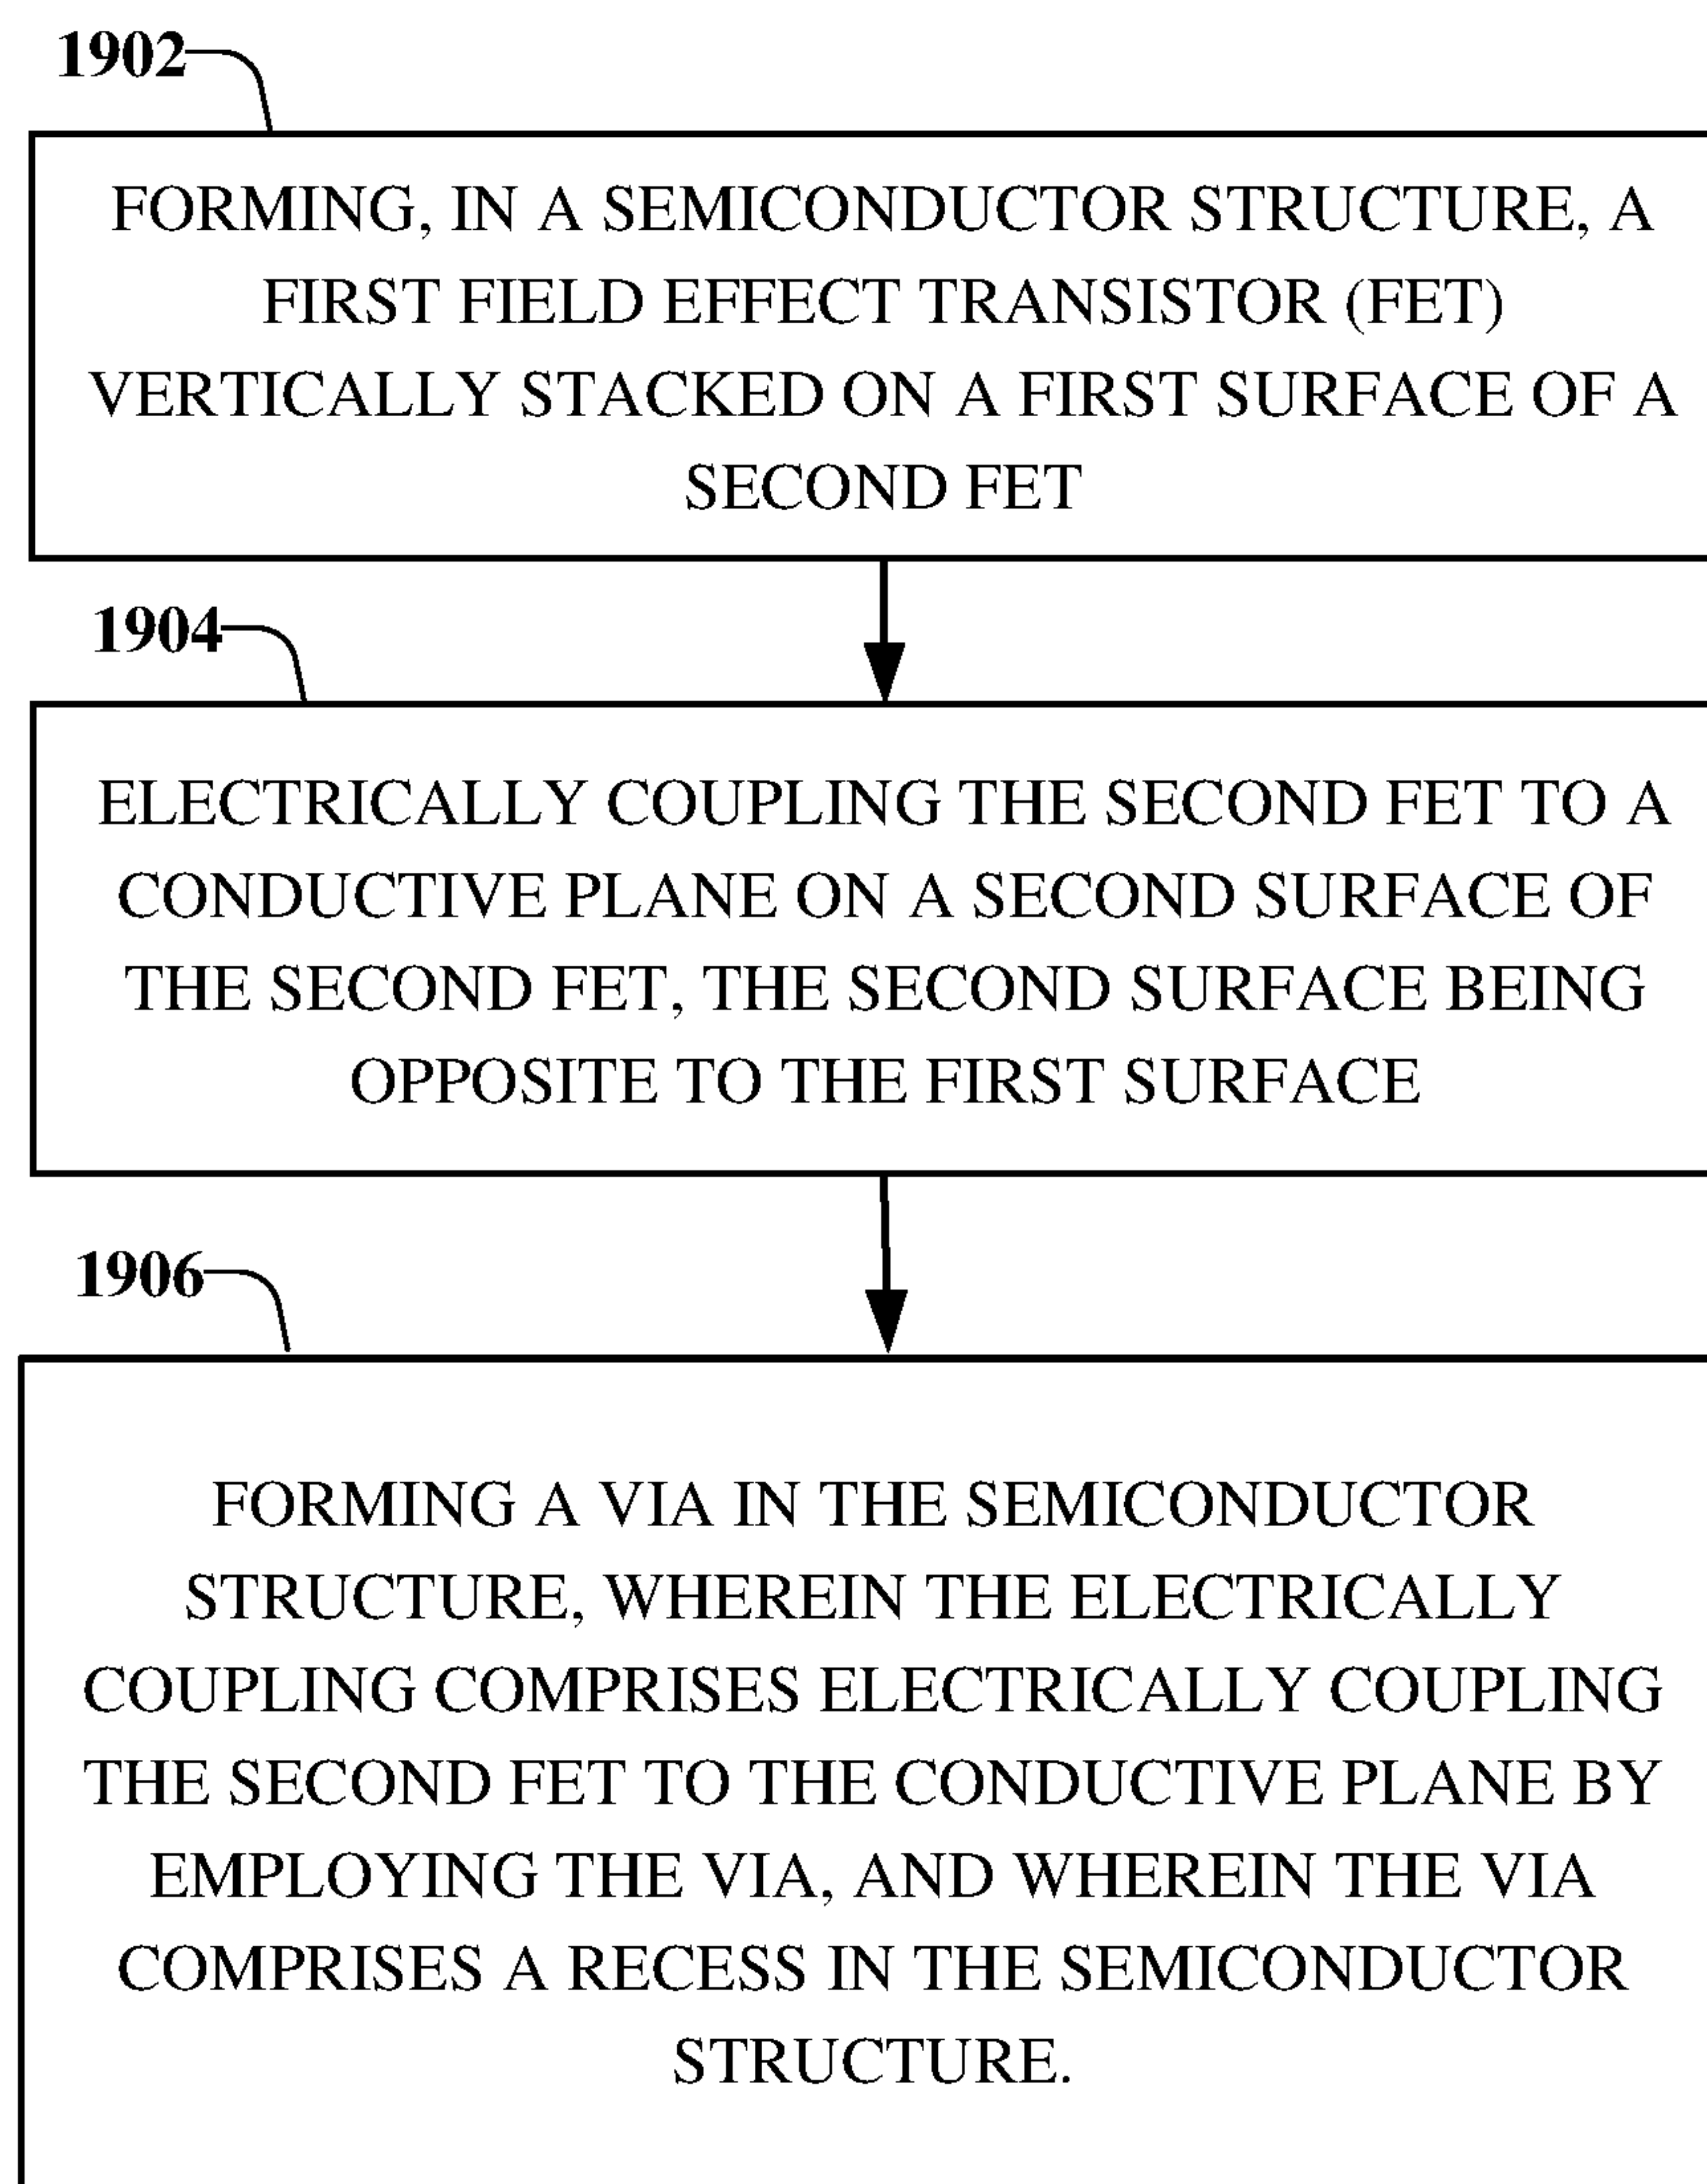 1902
FORMING, IN A SEMICONDUCTOR STRUCTURE, A
FIRST FIELD EFFECT TRANSISTOR (FET)
VERTICALLY STACKED ON A FIRST SURFACE OF A
SECOND FET
1904
ELECTRICALLY COUPLING THE SECOND FET TO A
CONDUCTIVE PLANE ON A SECOND SURFACE OF
THE SECOND FET, THE SECOND SURFACE BEING
OPPOSITE TO THE FIRST SURFACE
1906
FORMING A VIA IN THE SEMICONDUCTOR
STRUCTURE, WHEREIN THE ELECTRICALLY
COUPLING COMPRISES ELECTRICALLY COUPLING
THE SECOND FET TO THE CONDUCTIVE PLANE BY
EMPLOYING THE VIA, AND WHEREIN THE VIA
COMPRISES A RECESS IN THE SEMICONDUCTOR
STRUCTURE.